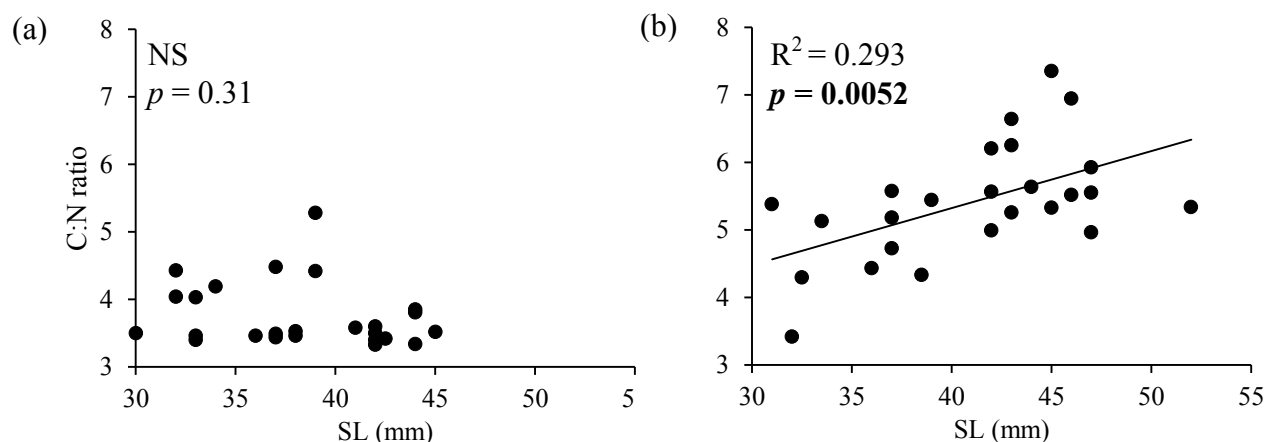 (a)
NS
p = 0.31
C:N ratio
8
7
6
5
4
3
30 35 40 45 5
SL (mm)
(b)
R² = 0.293
p = 0.0052
8
7
6
5
4
3
30 35 40 45 50 55
SL (mm)